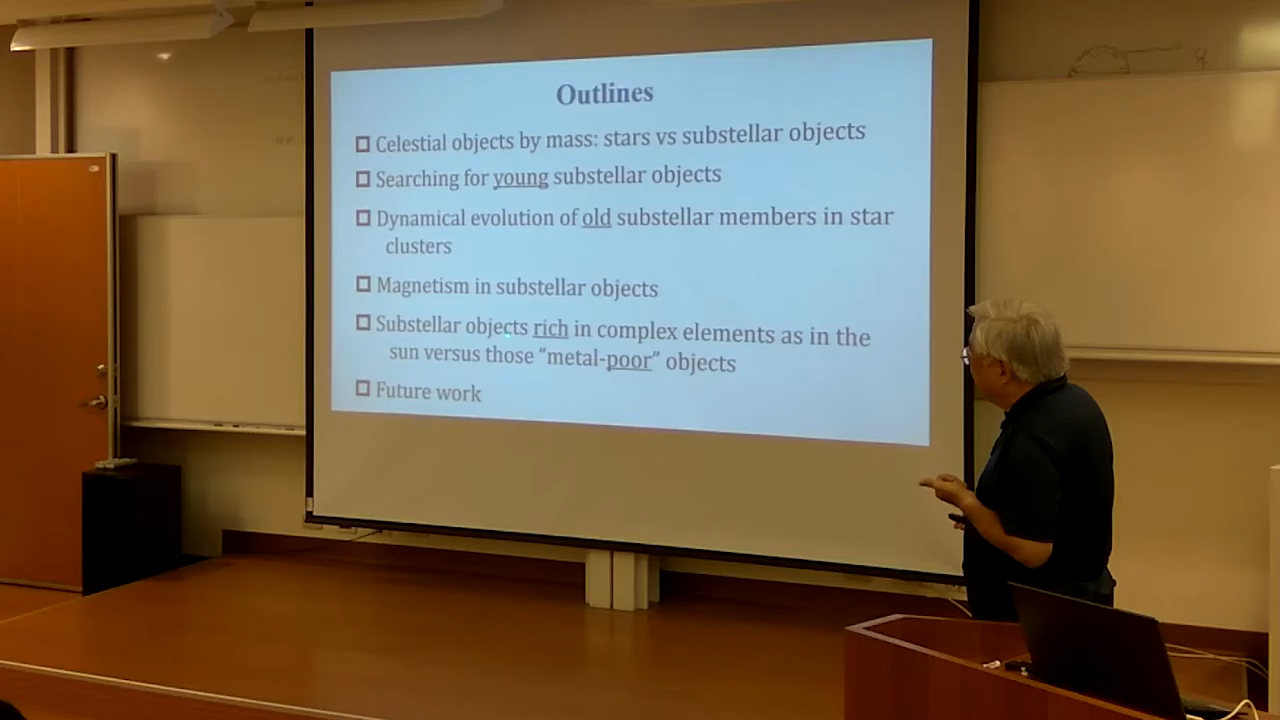 Outlines
Celestial objects by mass: stars vs substellar objects
Searching for young substellar objects
Dynamical evolution of old substellar members in star
clusters
Magnetism in substellar objects
Substellar objects rich in complex elements as in the
sun versus those “metal-poor” objects
Future work